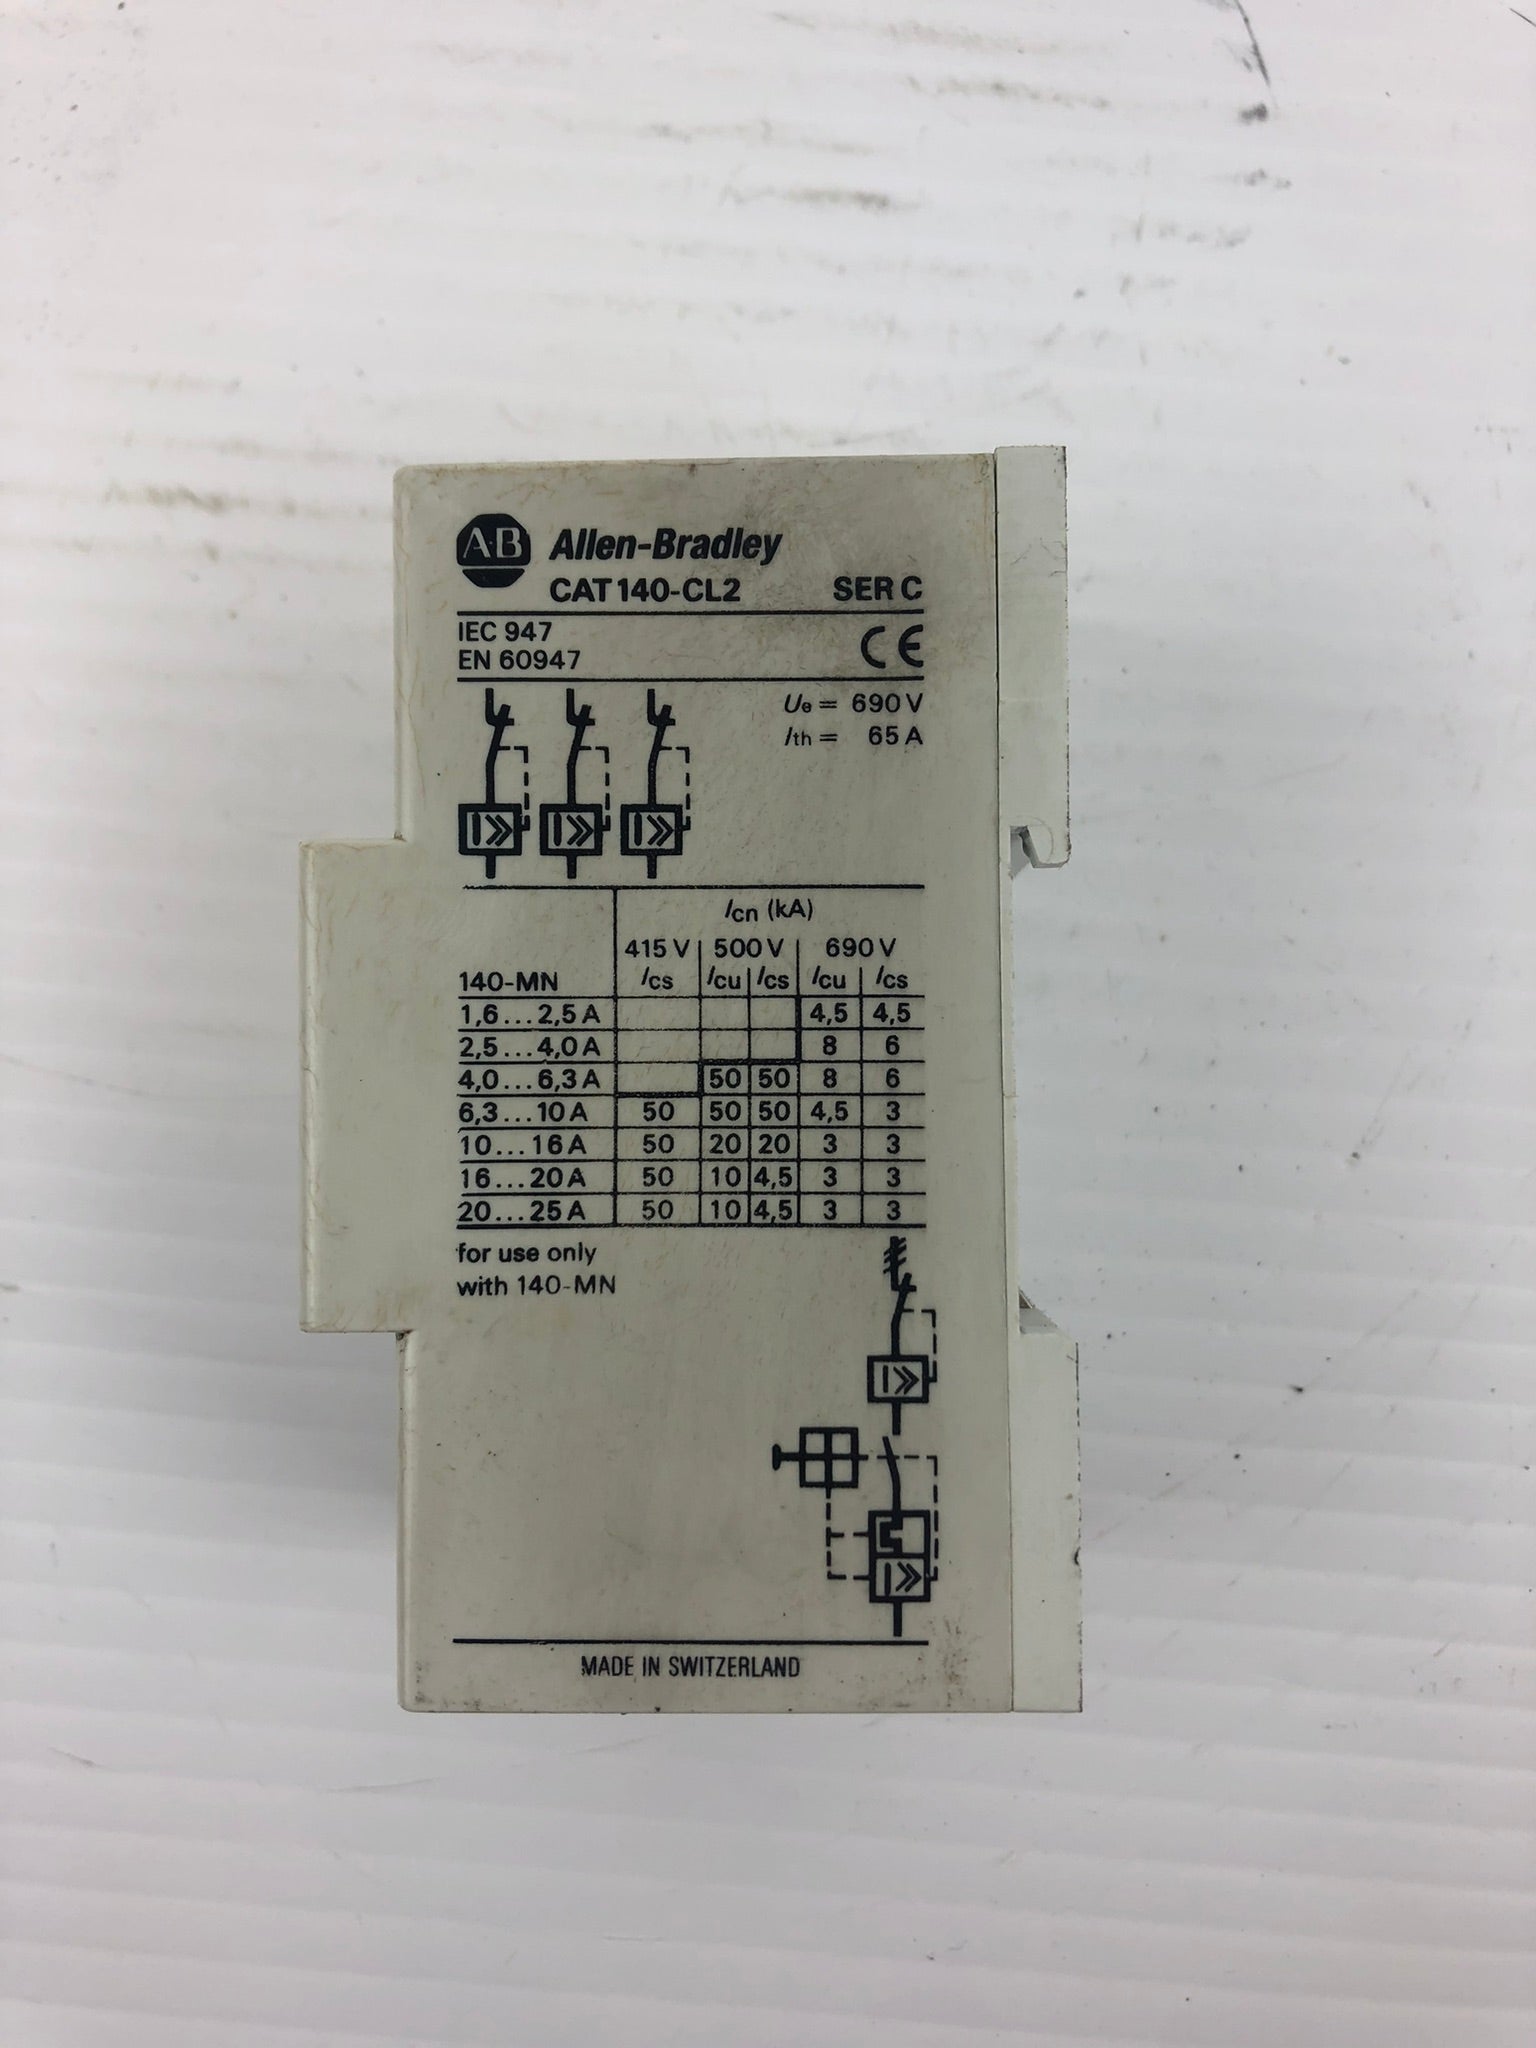 AB Allen-Bradley
CAT 140-CL2 SER C
IEC 947
EN 60947
CE
Ue = 690 V
Ith = 65 A
I>> I>> I>>
Icn (kA)
415 V 500 V 690 V
140-MN Ics Icu Ics Icu Ics
1,6...2,5 A 4,5 4,5
2,5...4,0 A 8 6
4,0...6,3 A 50 50 8 6
6,3...10 A 50 50 50 4,5 3
10...16 A 50 20 20 3 3
16...20 A 50 10 4,5 3 3
20...25 A 50 10 4,5 3 3
for use only
with 140-MN
I>>
I>>
MADE IN SWITZERLAND